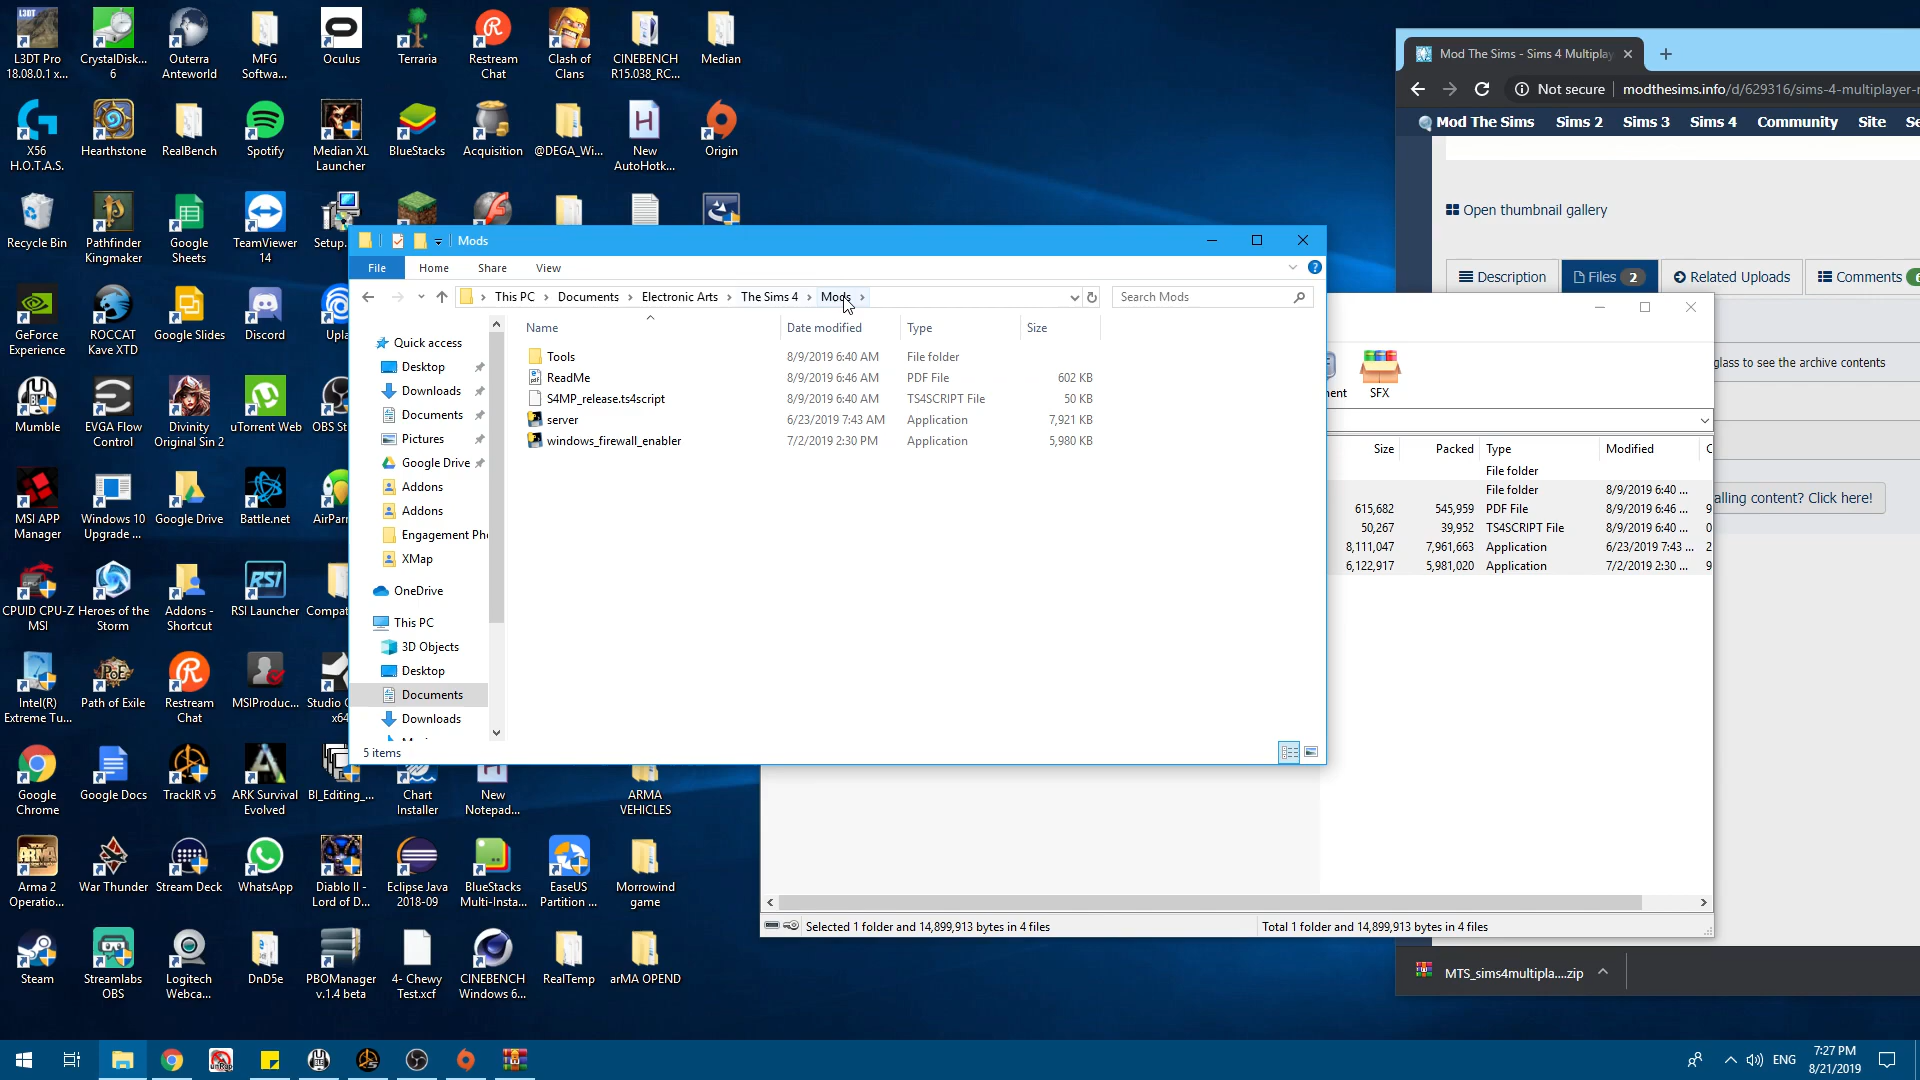 L3DT Pro
18.08.0.1 x...
CrystalDisk...
6
Outerra
Anteworld
MFG
Softwa...
Oculus
Terraria
Restream
Chat
Clash of
Clans
CINEBENCH
R15.038_RC...
Median
X56
H.O.T.A.S.
Hearthstone
RealBench
Spotify
Median XL
Launcher
BlueStacks
Acquisition
@DEGA_Wi...
New
AutoHotk...
Origin
Recycle Bin
Pathfinder
Kingmaker
Google
Sheets
TeamViewer
14
Setup.
GeForce
Experience
ROCCAT
Kave XTD
Google Slides
Discord
Upla
Mumble
EVGA Flow
Control
Divinity
Original Sin 2
uTorrent Web
OBS St
MSI APP
Manager
Windows 10
Upgrade ...
Google Drive
Battle.net
AirParr
CPUID CPU-Z
MSI
Heroes of the
Storm
Addons -
Shortcut
RSI Launcher
Compat
Intel(R)
Extreme Tu...
Path of Exile
Restream
Chat
MSIProduc...
Studio
x64
Google
Chrome
Google Docs
TrackIR v5
ARK Survival
Evolved
BI_Editing_...
Chart
Installer
New
Notepad...
ARMA
VEHICLES
Arma 2
Operatio...
War Thunder
Stream Deck
WhatsApp
Diablo II -
Lord of D...
Eclipse Java
2018-09
BlueStacks
Multi-Insta...
EaseUS
Partition ...
Morrowind
game
Steam
Streamlabs
OBS
Logitech
Webca...
DnD5e
PBOManager
v.1.4 beta
4- Chewy
Test.xcf
CINEBENCH
Windows 6...
RealTemp
arMA OPEND
Mods
File Home Share View
This PC > Documents > Electronic Arts > The Sims 4 > Mods >
Search Mods
Name Date modified Type Size
Tools 8/9/2019 6:40 AM File folder
ReadMe 8/9/2019 6:46 AM PDF File 602 KB
S4MP_release.ts4script 8/9/2019 6:40 AM TS4SCRIPT File 50 KB
server 6/23/2019 7:43 AM Application 7,921 KB
windows_firewall_enabler 7/2/2019 2:30 PM Application 5,980 KB
Quick access
Desktop
Downloads
Documents
Pictures
Google Drive
Addons
Addons
Engagement Ph
XMap
OneDrive
This PC
3D Objects
Desktop
Documents
Downloads
5 items
Mod The Sims - Sims 4 Multiplay
Not secure | modthesims.info/d/629316/sims-4-multiplayer-
Mod The Sims Sims 2 Sims 3 Sims 4 Community Site
Open thumbnail gallery
Description Files 2 Related Uploads Comments
glass to see the archive contents
alling content? Click here!
ent SFX
Size Packed Type Modified C
File folder
File folder 8/9/2019 6:40 ...
615,682 545,959 PDF File 8/9/2019 6:46 ... 9
50,267 39,952 TS4SCRIPT File 8/9/2019 6:40 ... 0
8,111,047 7,961,663 Application 6/23/2019 7:43 ... 2
6,122,917 5,981,020 Application 7/2/2019 2:30 ... 9
Selected 1 folder and 14,899,913 bytes in 4 files
Total 1 folder and 14,899,913 bytes in 4 files
MTS_sims4multipla....zip
ENG
7:27 PM
8/21/2019